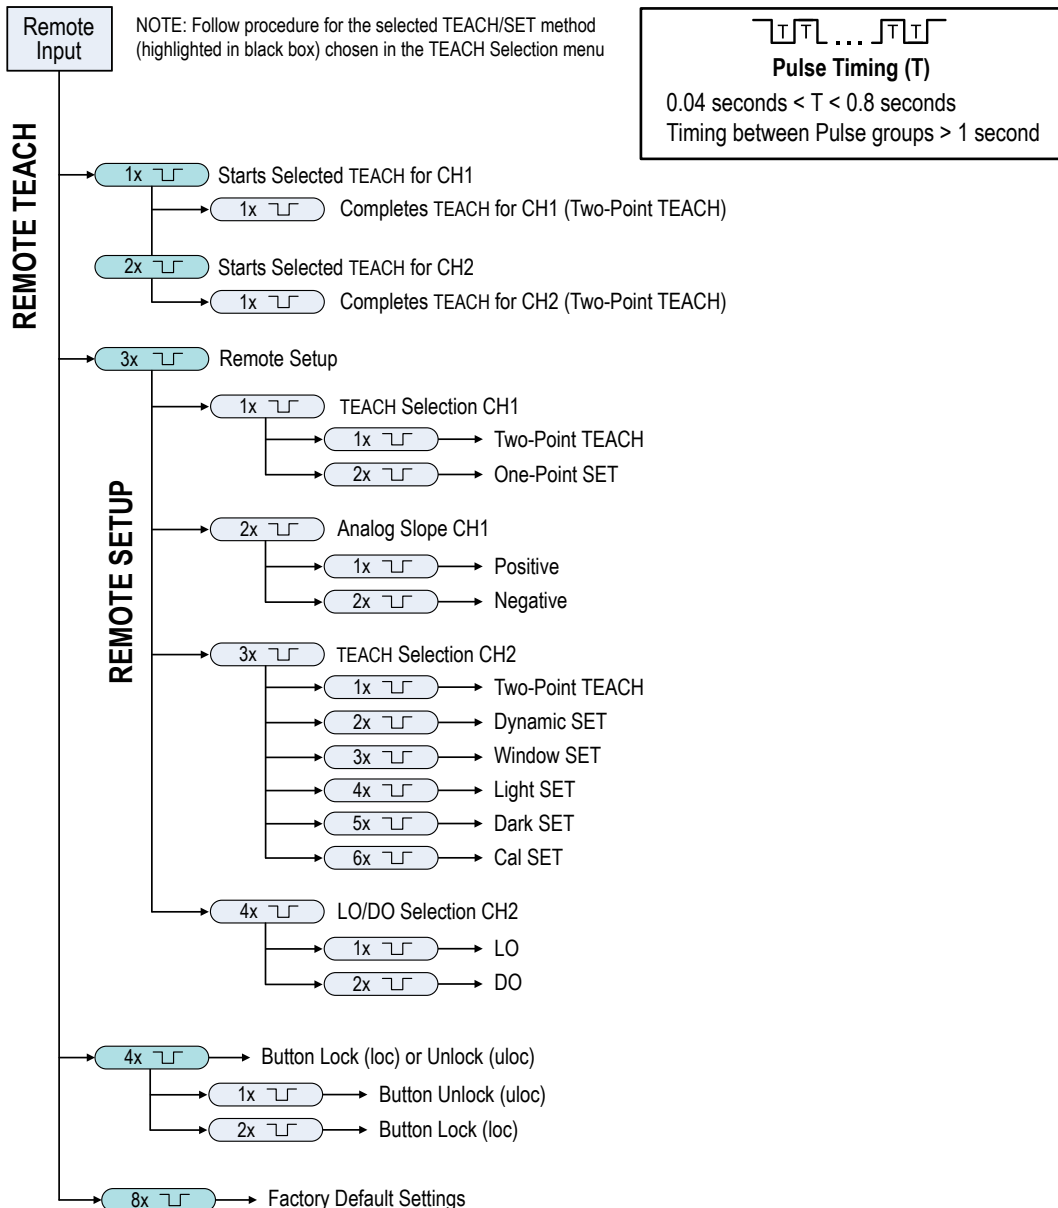 Remote
Input
NOTE: Follow procedure for the selected TEACH/SET method
(highlighted in black box) chosen in the TEACH Selection menu
T T ... T T
Pulse Timing (T)
0.04 seconds < T < 0.8 seconds
Timing between Pulse groups > 1 second
REMOTE TEACH
1x Starts Selected TEACH for CH1
1x Completes TEACH for CH1 (Two-Point TEACH)
2x Starts Selected TEACH for CH2
1x Completes TEACH for CH2 (Two-Point TEACH)
3x Remote Setup
REMOTE SETUP
1x TEACH Selection CH1
1x Two-Point TEACH
2x One-Point SET
2x Analog Slope CH1
1x Positive
2x Negative
3x TEACH Selection CH2
1x Two-Point TEACH
2x Dynamic SET
3x Window SET
4x Light SET
5x Dark SET
6x Cal SET
4x LO/DO Selection CH2
1x LO
2x DO
4x Button Lock (loc) or Unlock (uloc)
1x Button Unlock (uloc)
2x Button Lock (loc)
8x Factory Default Settings